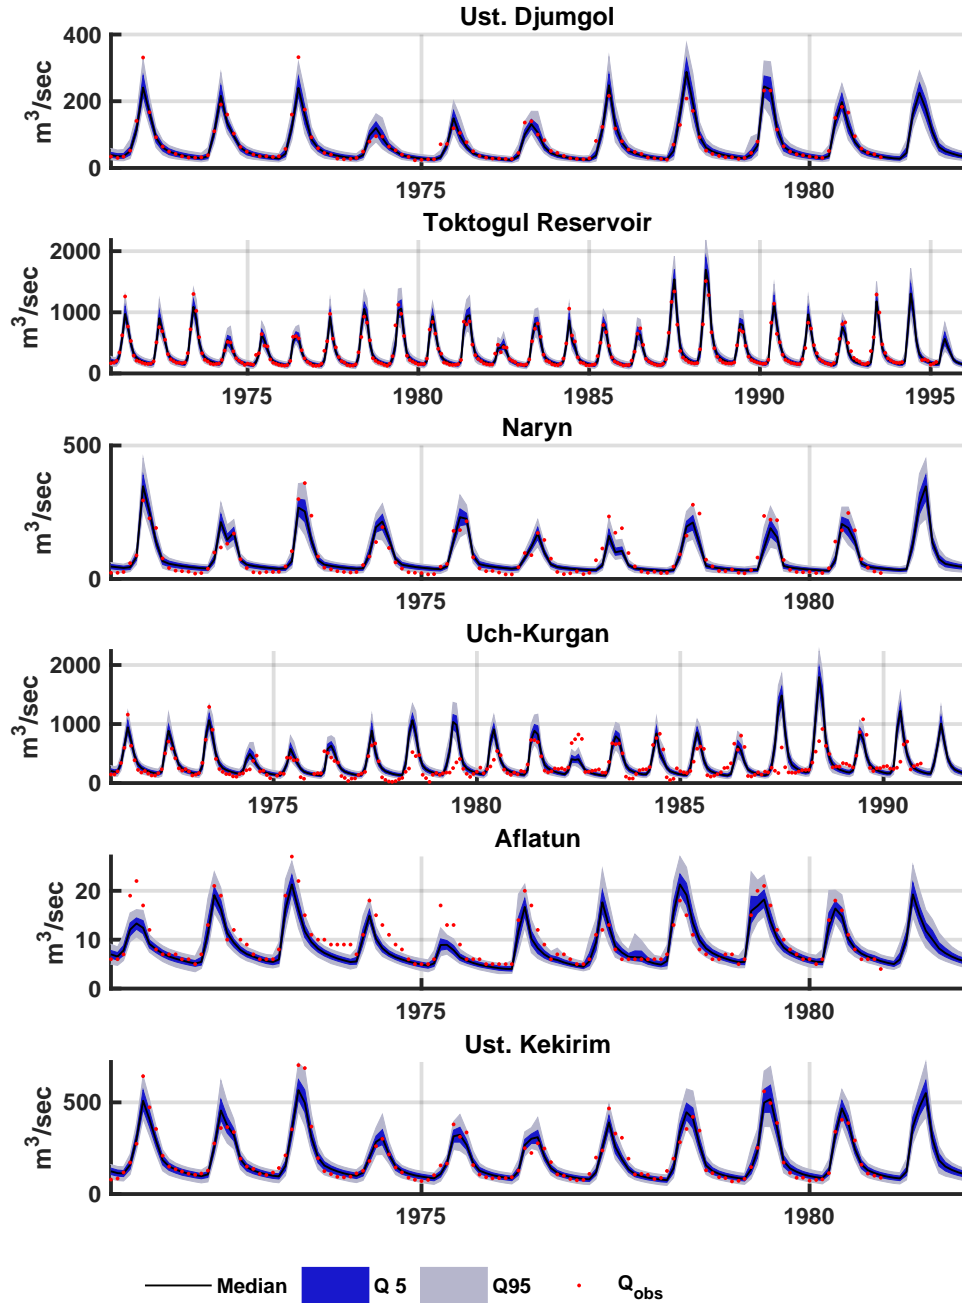 Ust. Djumgol
400
200
0
m³/sec
1975
1980
Toktogul Reservoir
2000
1000
0
m³/sec
1975
1980
1985
1990
1995
Naryn
500
0
m³/sec
1975
1980
Uch-Kurgan
2000
1000
0
m³/sec
1975
1980
1985
1990
Aflatun
20
10
0
m³/sec
1975
1980
Ust. Kekirim
500
0
m³/sec
1975
1980
Median Q 5 Q95 Q_obs